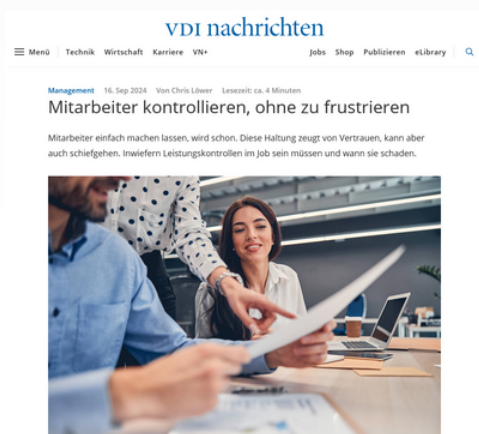 VDI nachrichten
Menü Technik Wirtschaft Karriere VN+ Jobs Shop Publizieren eLibrary
Management 16. Sep 2024 Von Chris Löwer Lesezeit: ca. 4 Minuten
Mitarbeiter kontrollieren, ohne zu frustrieren
Mitarbeiter einfach machen lassen, wird schon. Diese Haltung zeugt von Vertrauen, kann aber
auch schiefgehen. Inwiefern Leistungskontrollen im Job sein müssen und wann sie schaden.